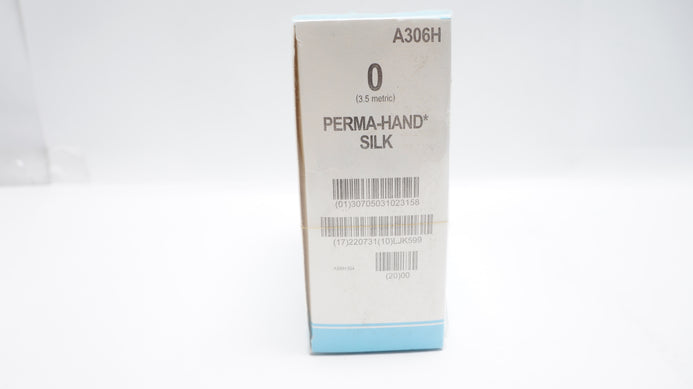 A306H
0
(3.5 metric)
PERMA-HAND*
SILK
(01)30705031023158
(17)220731(10)LJK599
(20)00